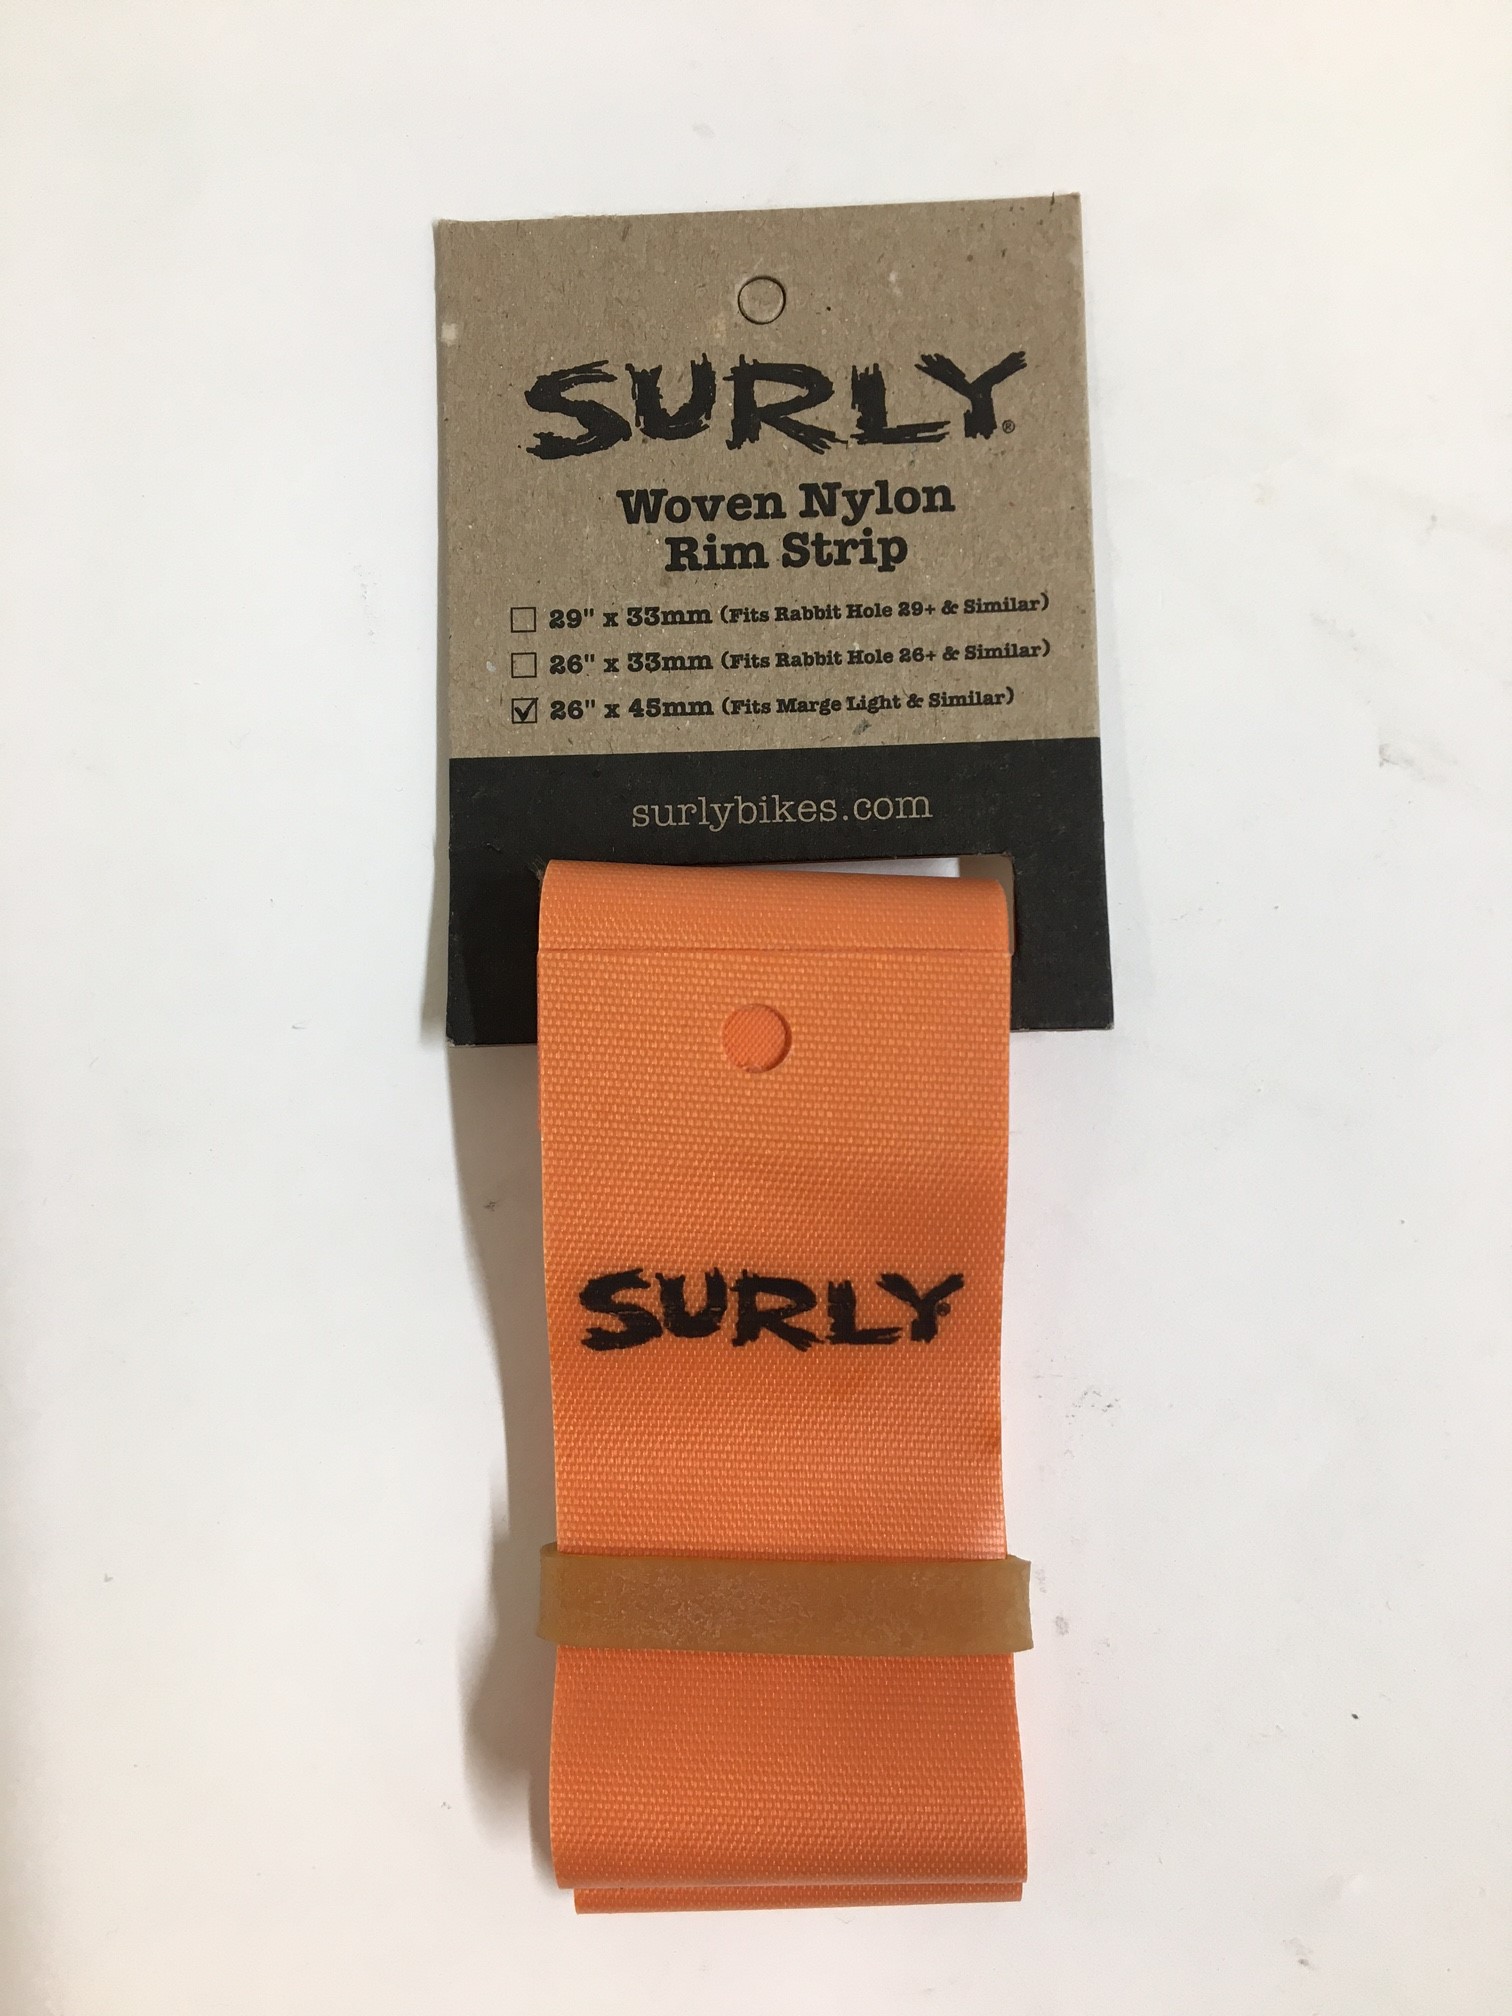 SURLY®
Woven Nylon
Rim Strip
29" x 33mm (Fits Rabbit Hole 29+ & Similar)
26" x 33mm (Fits Rabbit Hole 26+ & Similar)
26" x 45mm (Fits Marge Light & Similar)
surlybikes.com
SURLY®